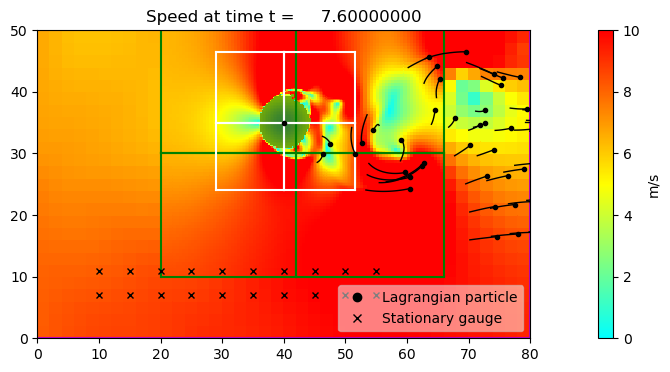 Speed at time t =     7.60000000
50
40
30
20
10
0
0 10 20 30 40 50 60 70 80
Lagrangian particle
Stationary gauge
10
8
6
4
2
0
m/s